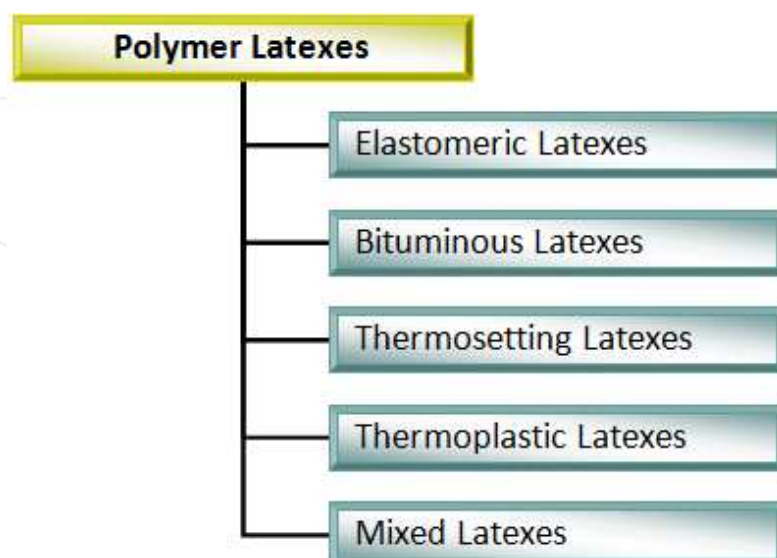 Polymer Latexes
Elastomeric Latexes
Bituminous Latexes
Thermosetting Latexes
Thermoplastic Latexes
Mixed Latexes